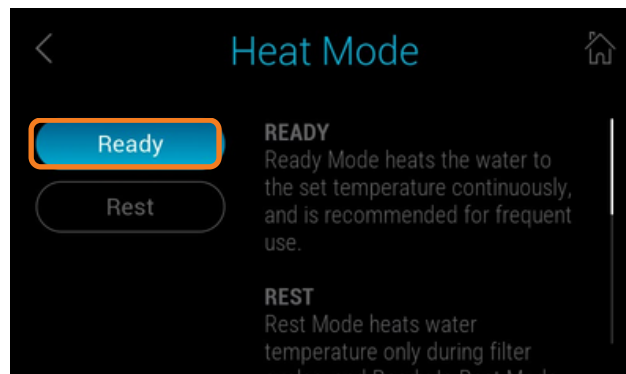 Heat Mode
Ready
Rest
READY
Ready Mode heats the water to
the set temperature continuously,
and is recommended for frequent
use.
REST
Rest Mode heats water
temperature only during filter